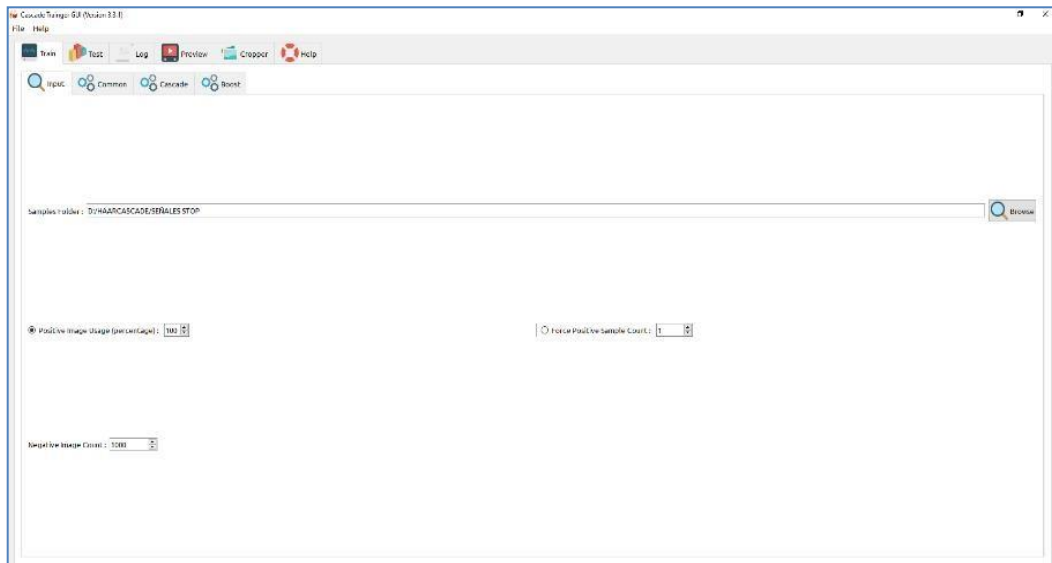 Cascade Trainger GUI (Version 3.3.1)
File Help
Train Test Log Preview Cropper Help
Input Common Cascade Boost
Samples Folder : D:/HAARCASCADE/SEÑALES STOP Browse
Positive Image Usage (percentage) : 100 Force Positive Sample Count : 1
Negative Image Count : 1000